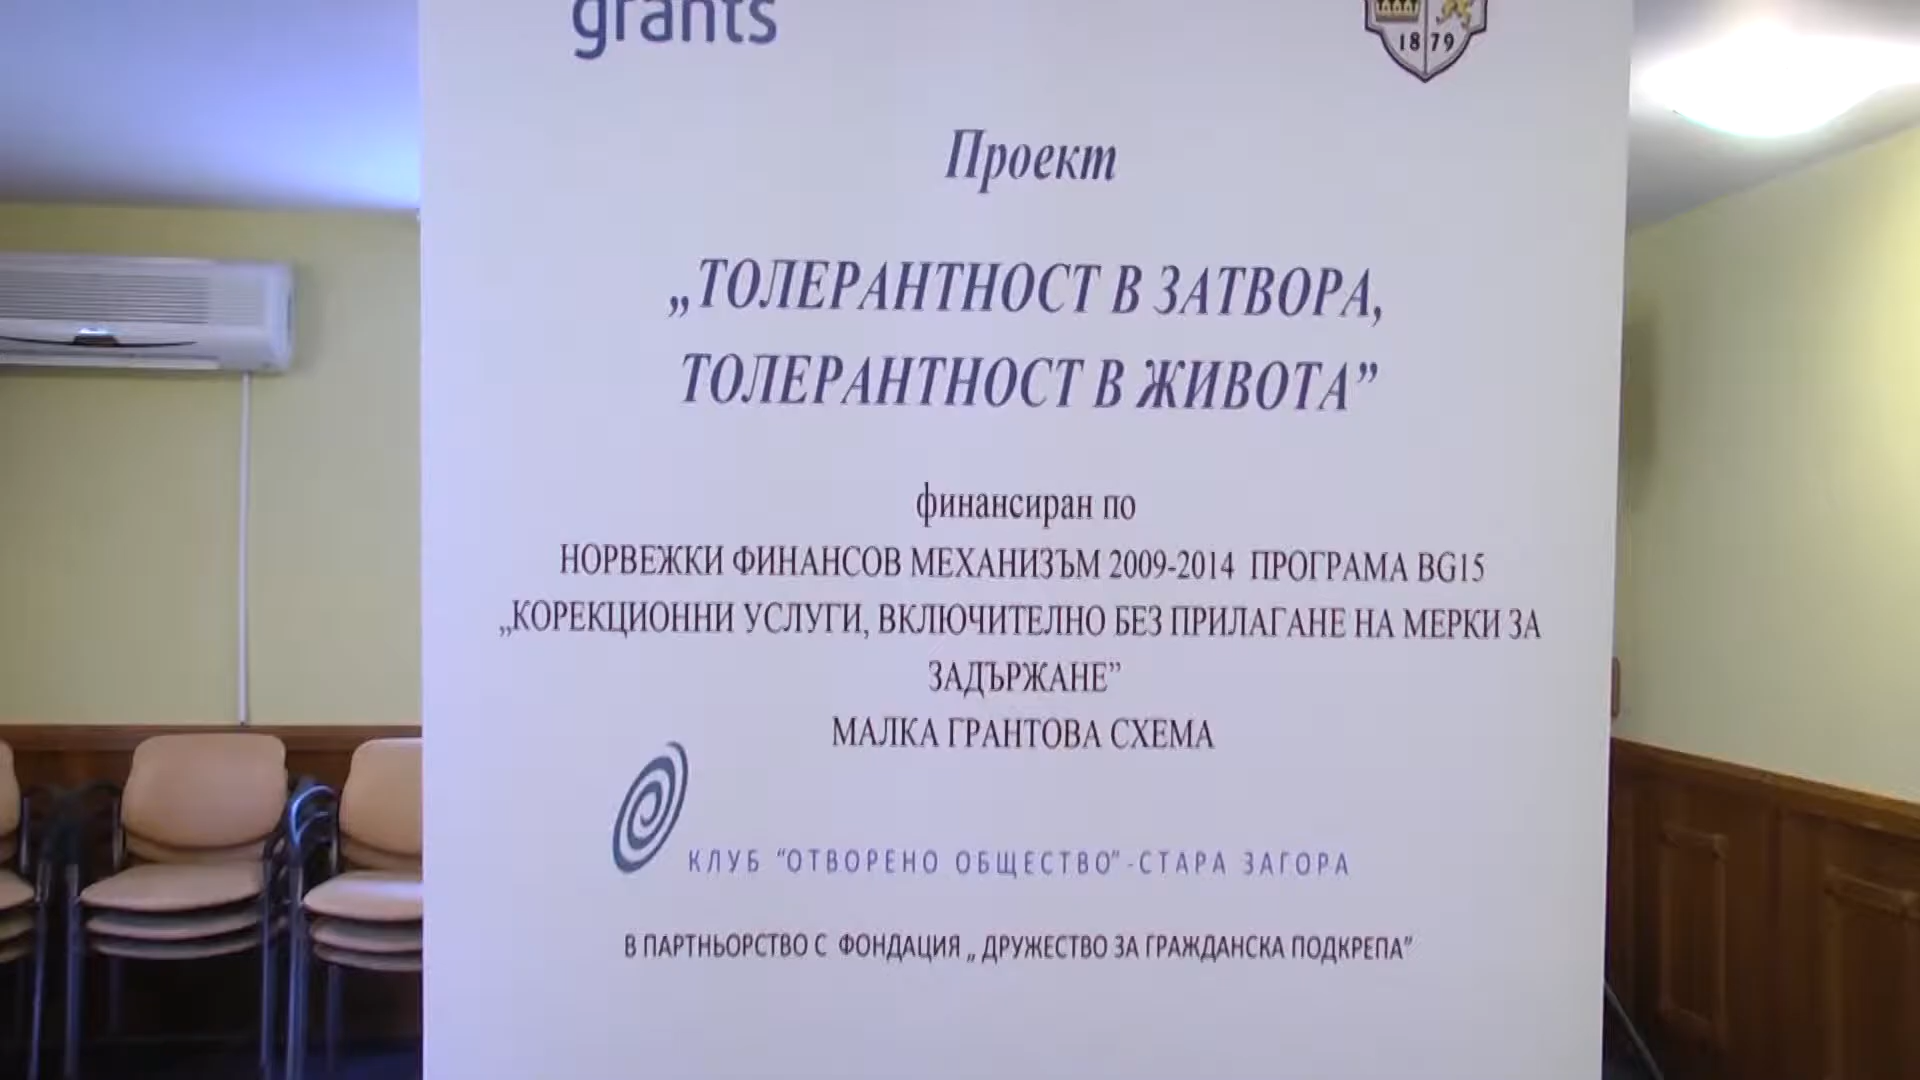 grants
1879
Проект
„ТОЛЕРАНТНОСТ В ЗАТВОРА,
ТОЛЕРАНТНОСТ В ЖИВОТА”
финансиран по
НОРВЕЖКИ ФИНАНСОВ МЕХАНИЗЪМ 2009-2014 ПРОГРАМА BG15
„КОРЕКЦИОННИ УСЛУГИ, ВКЛЮЧИТЕЛНО БЕЗ ПРИЛАГАНЕ НА МЕРКИ ЗА
ЗАДЪРЖАНЕ”
МАЛКА ГРАНТОВА СХЕМА
КЛУБ "ОТВОРЕНО ОБЩЕСТВО"-СТАРА ЗАГОРА
В ПАРТНЬОРСТВО С ФОНДАЦИЯ „ ДРУЖЕСТВО ЗА ГРАЖДАНСКА ПОДКРЕПА”